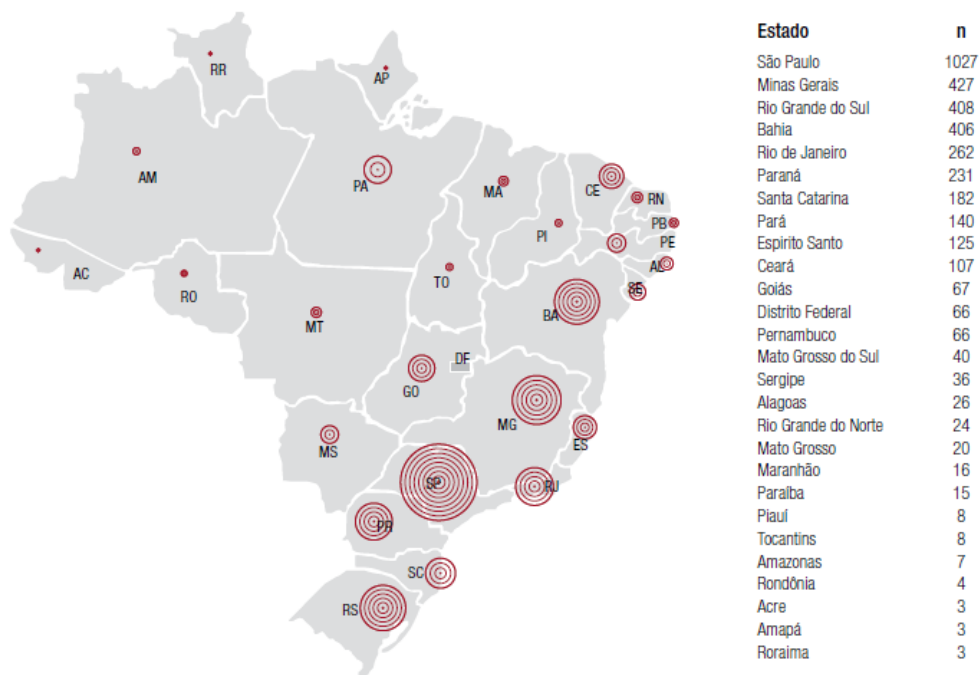 RR
AP
AM
PA
MA
CE
RN
PB
PI
PE
AC
AL
TO
SE
RO
BA
MT
DF
GO
MG
ES
MS
SP
RJ
PR
SC
RS
Estado n
São Paulo 1027
Minas Gerais 427
Rio Grande do Sul 408
Bahia 406
Rio de Janeiro 262
Paraná 231
Santa Catarina 182
Pará 140
Espirito Santo 125
Ceará 107
Goiás 67
Distrito Federal 66
Pernambuco 66
Mato Grosso do Sul 40
Sergipe 36
Alagoas 26
Rio Grande do Norte 24
Mato Grosso 20
Maranhão 16
Paraíba 15
Piauí 8
Tocantins 8
Amazonas 7
Rondônia 4
Acre 3
Amapá 3
Roraima 3